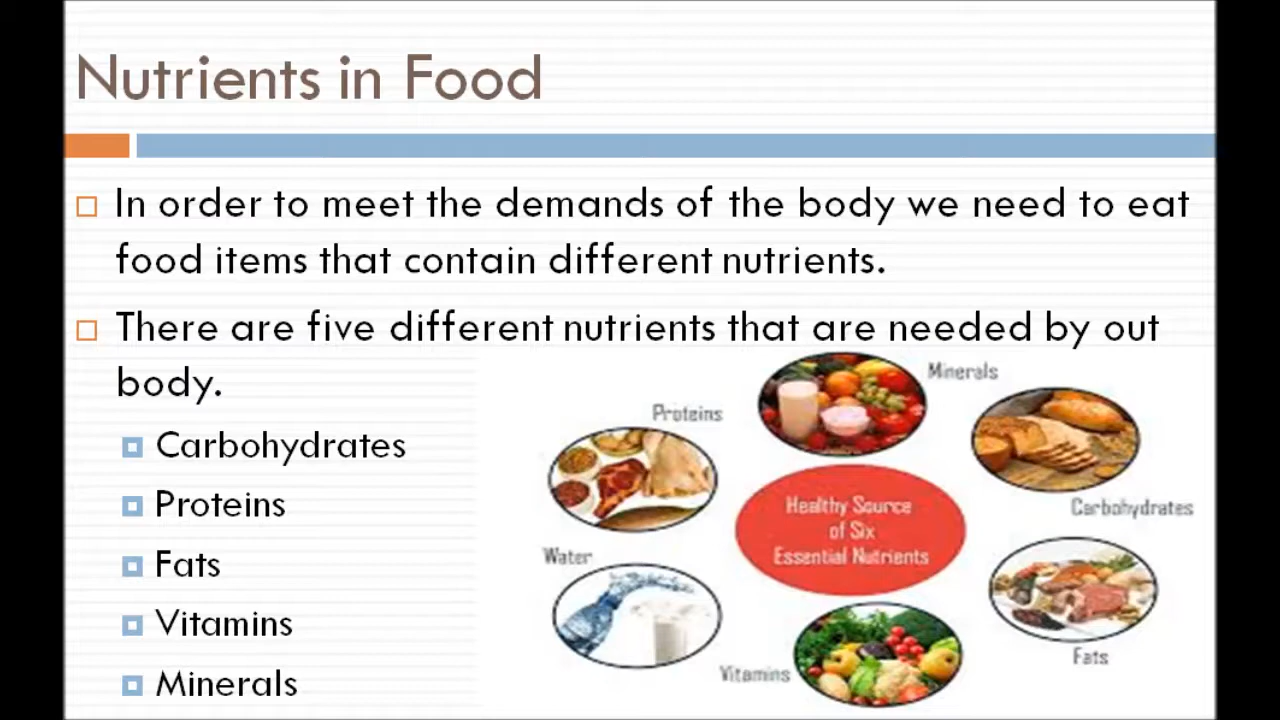 Nutrients in Food
In order to meet the demands of the body we need to eat
food items that contain different nutrients.
There are five different nutrients that are needed by out
body.
Carbohydrates
Proteins
Fats
Vitamins
Minerals
Minerals
Proteins
Carbohydrates
Healthy Source
of Six
Essential Nutrients
Water
Fats
Vitamins